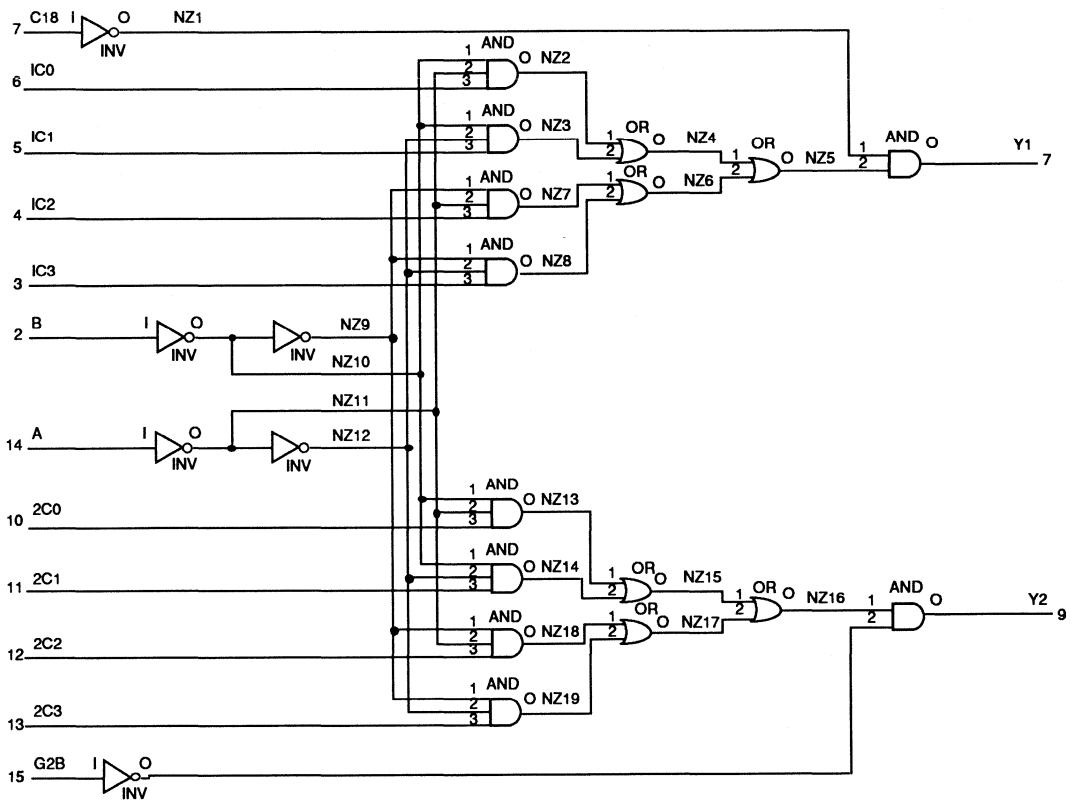 7 C18 I O NZ1
INV
6 IC0 1 2 3 AND O NZ2
5 IC1 1 2 3 AND O NZ3
1 2 OR O NZ4
1 2 OR O NZ5
1 2 AND O Y1 7
4 IC2 1 2 3 AND O NZ7
1 2 OR O NZ6
3 IC3 1 2 3 AND O NZ8
2 B I O NZ9
INV INV
NZ10
NZ11
14 A I O NZ12
INV INV
10 2C0 1 2 3 AND O NZ13
11 2C1 1 2 3 AND O NZ14
1 2 OR O NZ15
1 2 OR O NZ16
1 2 AND O Y2 9
12 2C2 1 2 3 AND O NZ18
1 2 OR O NZ17
13 2C3 1 2 3 AND O NZ19
15 G2B I O
INV